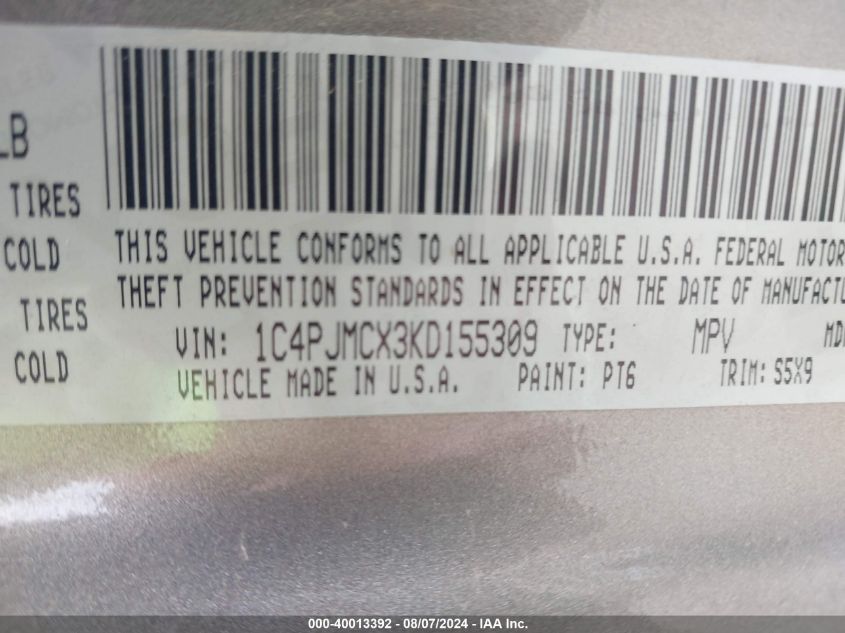 LB
TIRES
COLD
TIRES
COLD
THIS VEHICLE CONFORMS TO ALL APPLICABLE U.S.A. FEDERAL MOTOR
THEFT PREVENTION STANDARDS IN EFFECT ON THE DATE OF MANUFACTU
VIN: 1C4PJMCX3KD155309 TYPE: MPV MD
VEHICLE MADE IN U.S.A. PAINT: PT6 TRIM: S5X9
000-40013392 - 08/07/2024 - IAA Inc.